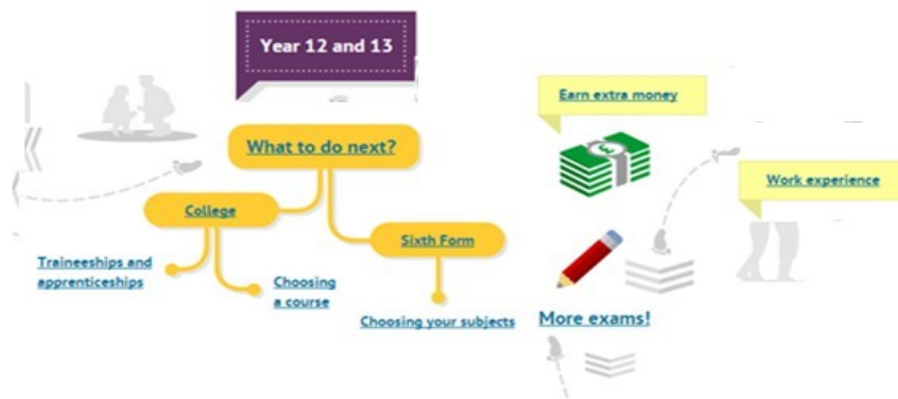 Year 12 and 13
Earn extra money
What to do next?
Work experience
College
Sixth Form
Traineeships and
apprenticeships
Choosing
a course
Choosing your subjects
More exams!